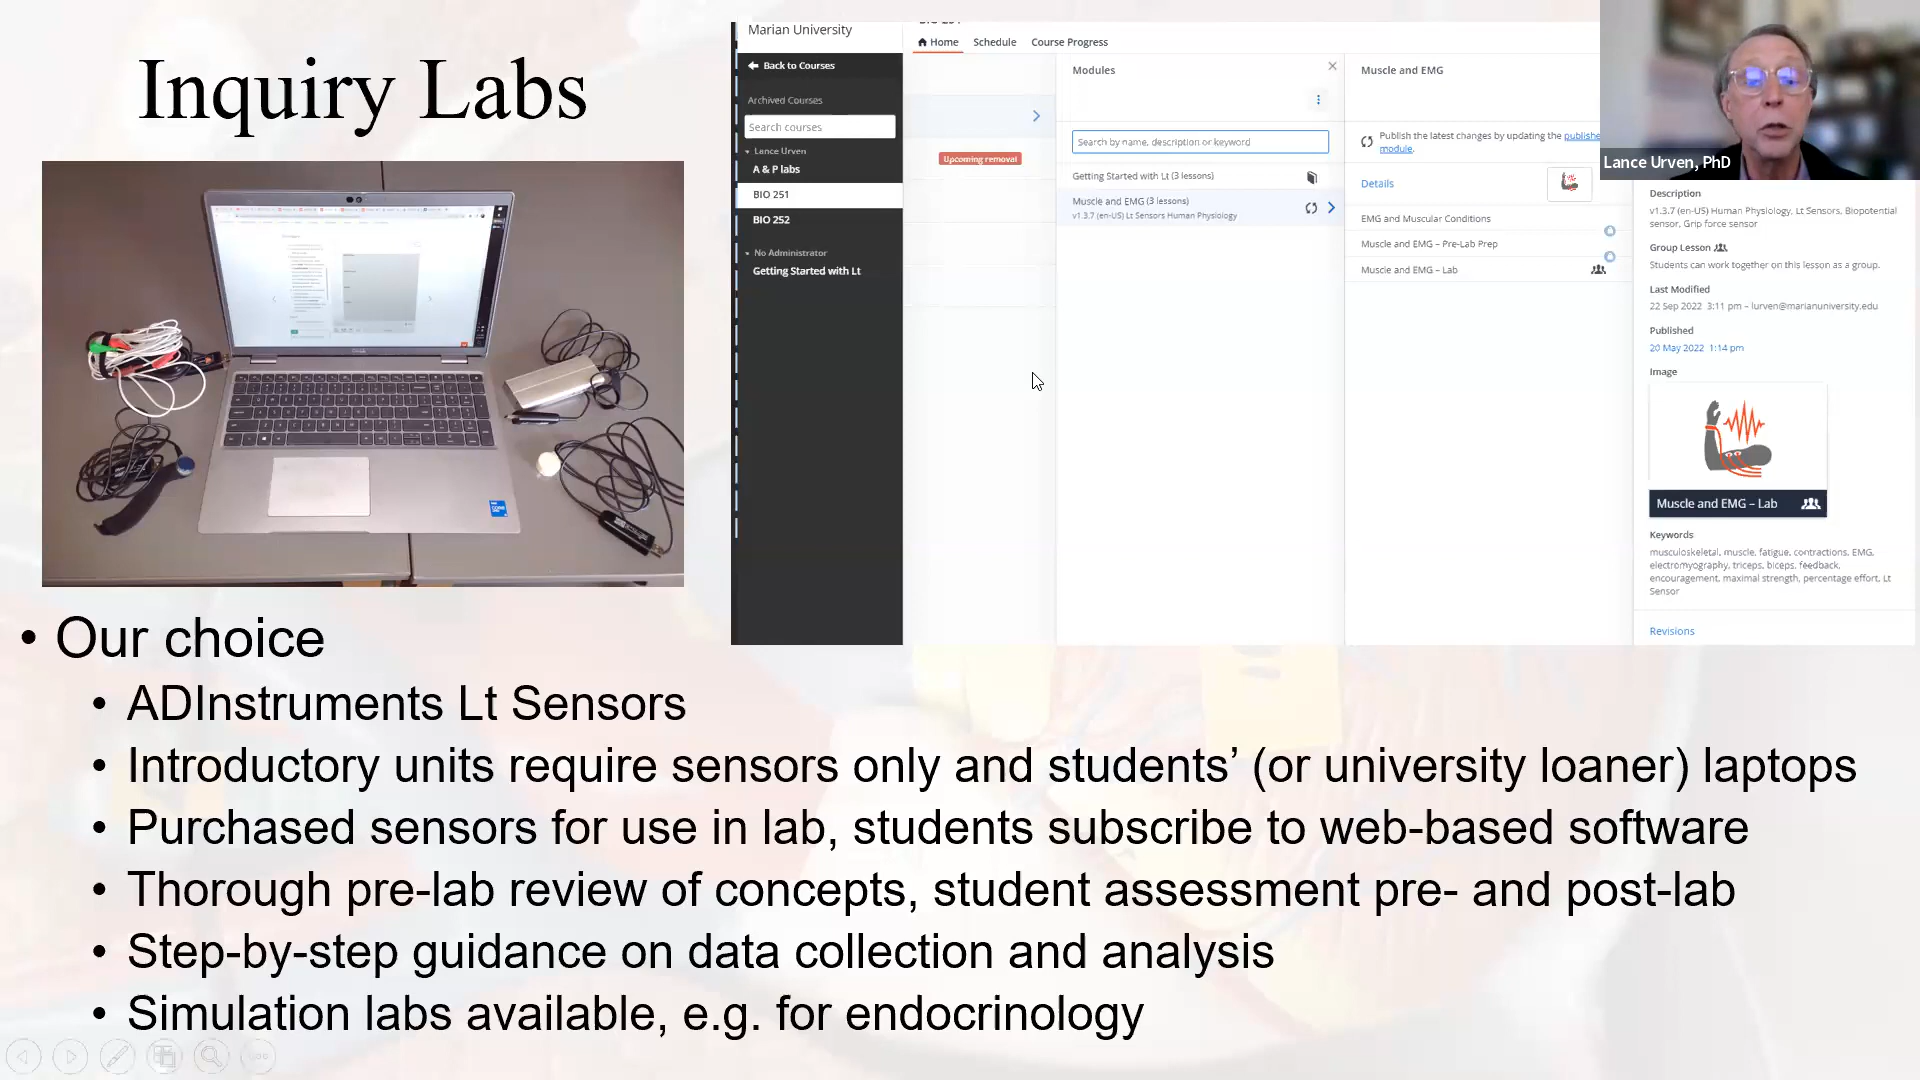 Inquiry Labs
Marian University
Back to Courses
Archived Courses
Search courses
Lance Urven
A & P labs
BIO 251
BIO 252
No Administrator
Getting Started with Lt
Home
Schedule
Course Progress
Upcoming removal
Modules
Search by name, description or keyword
Getting Started with Lt (3 lessons)
Muscle and EMG (3 lessons)
v1.3.7 (en-US) Lt Sensors Human Physiology
Muscle and EMG
Publish the latest changes by updating the
module.
Details
EMG and Muscular Conditions
Muscle and EMG – Pre-Lab Prep
Muscle and EMG – Lab
Lance Urven, PhD
Description
v1.3.7 (en-US) Human Physiology, Lt Sensors, Biopotential
sensor, Grip force sensor
Group Lesson
Students can work together on this lesson as a group.
Last Modified
22 Sep 2022 3:11 pm – lurven@marianuniversity.edu
Published
20 May 2022 1:14 pm
Image
Muscle and EMG – Lab
Keywords
musculoskeletal, muscle, fatigue, contractions, EMG,
electromyography, triceps, biceps, feedback,
encouragement, maximal strength, percentage effort, Lt
Sensor
Revisions
• Our choice
• ADInstruments Lt Sensors
• Introductory units require sensors only and students’ (or university loaner) laptops
• Purchased sensors for use in lab, students subscribe to web-based software
• Thorough pre-lab review of concepts, student assessment pre- and post-lab
• Step-by-step guidance on data collection and analysis
• Simulation labs available, e.g. for endocrinology